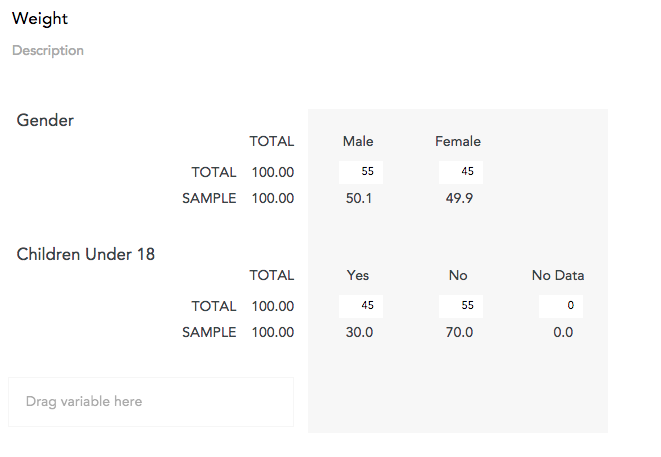 Weight
Description
Gender
TOTAL Male Female
TOTAL 100.00 55 45
SAMPLE 100.00 50.1 49.9
Children Under 18
TOTAL Yes No No Data
TOTAL 100.00 45 55 0
SAMPLE 100.00 30.0 70.0 0.0
Drag variable here